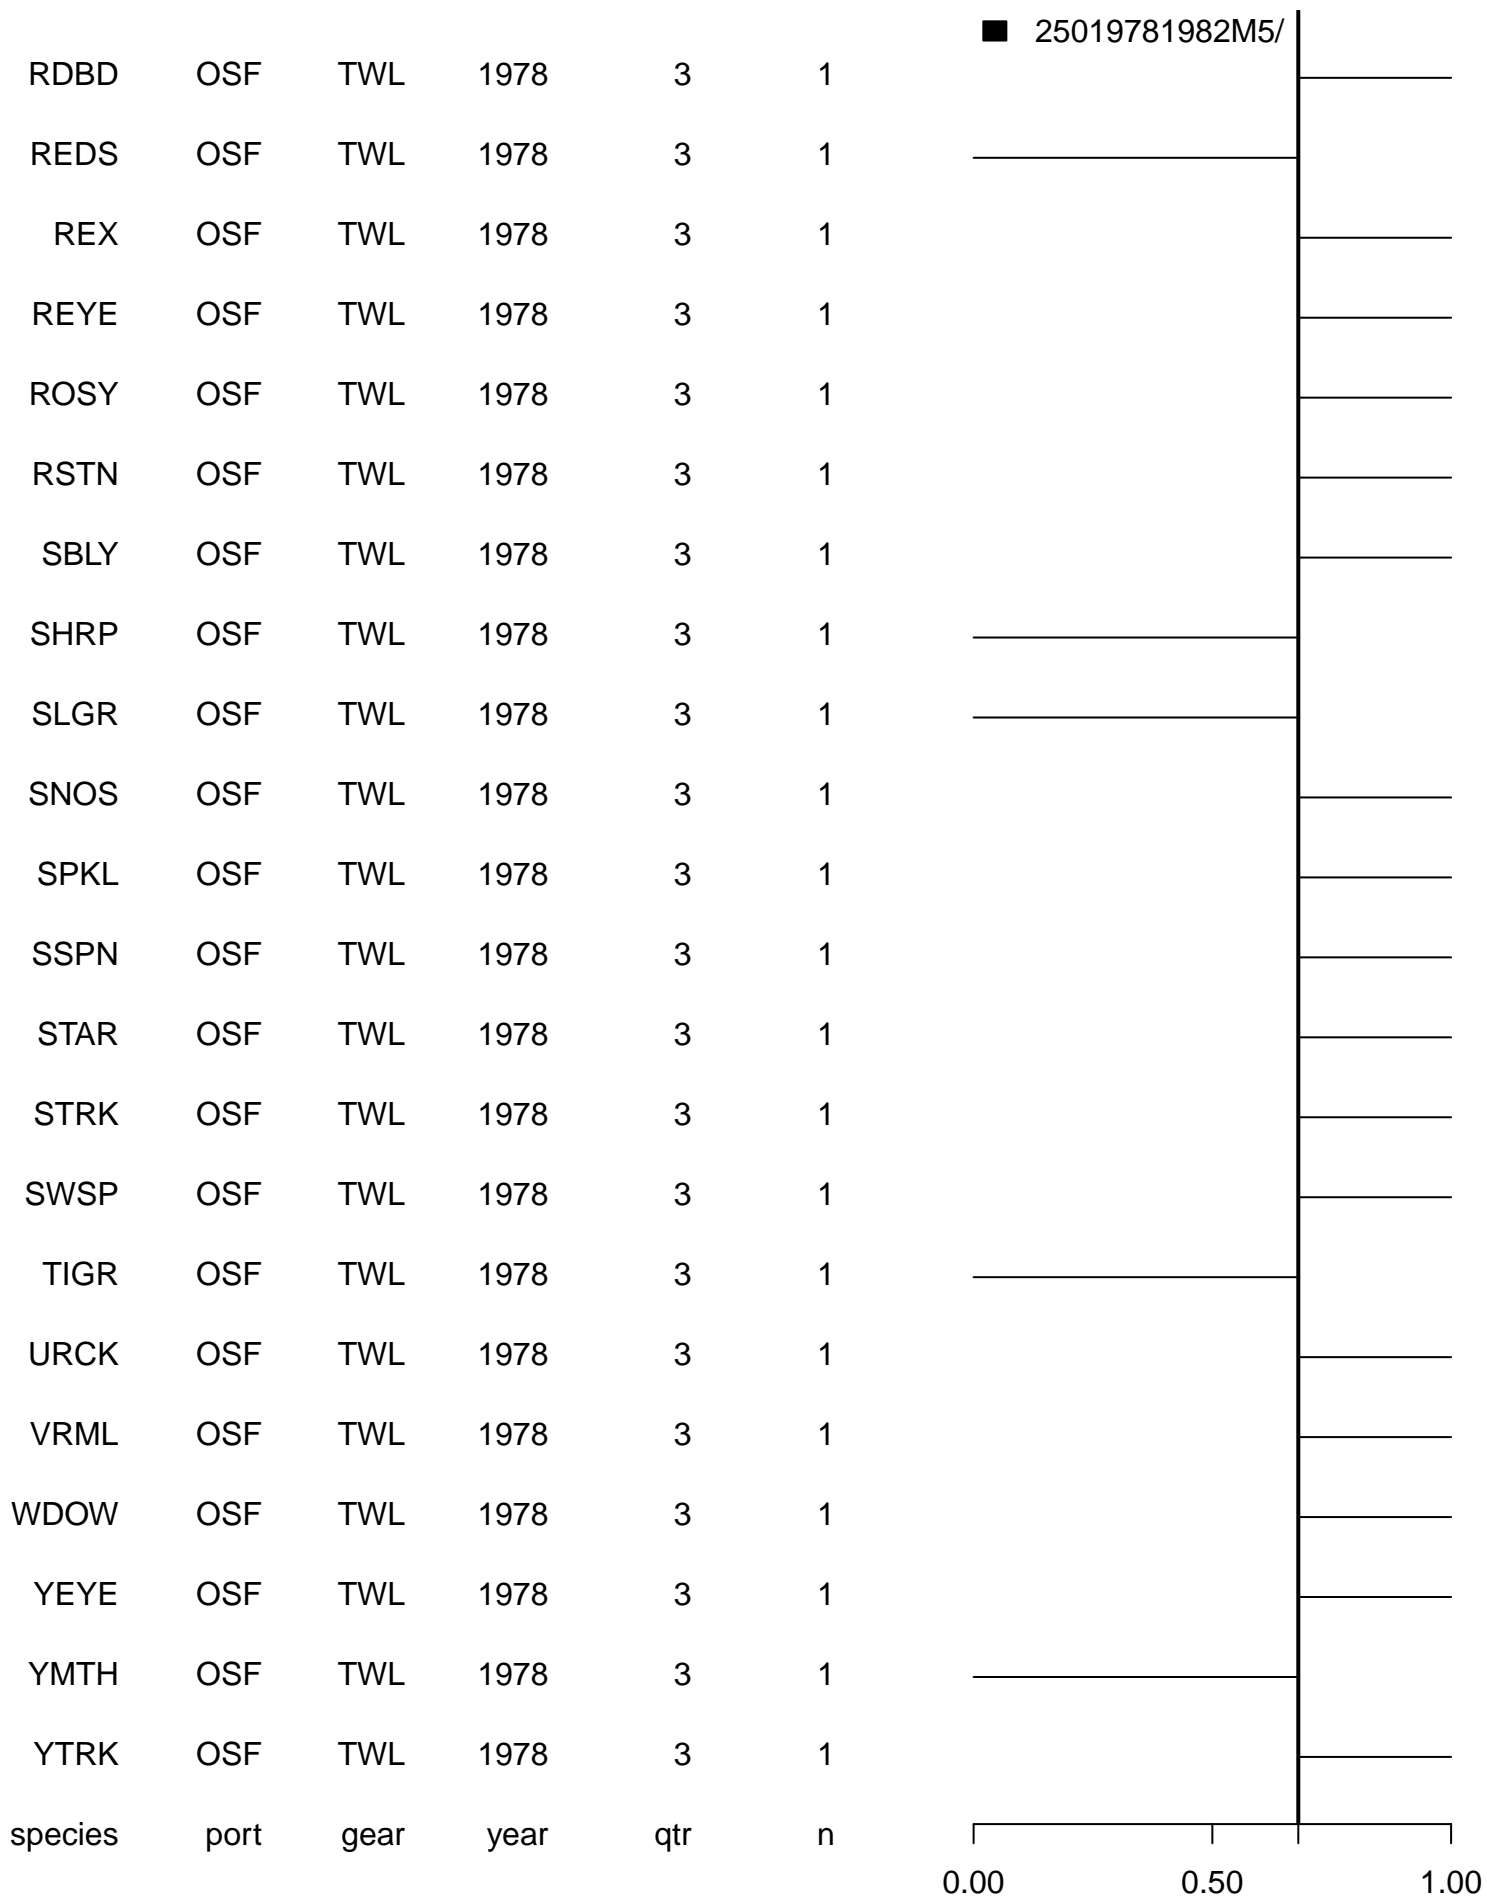 25019781982M5/
RDBD OSF TWL 1978 3 1
REDS OSF TWL 1978 3 1
REX OSF TWL 1978 3 1
REYE OSF TWL 1978 3 1
ROSY OSF TWL 1978 3 1
RSTN OSF TWL 1978 3 1
SBLY OSF TWL 1978 3 1
SHRP OSF TWL 1978 3 1
SLGR OSF TWL 1978 3 1
SNOS OSF TWL 1978 3 1
SPKL OSF TWL 1978 3 1
SSPN OSF TWL 1978 3 1
STAR OSF TWL 1978 3 1
STRK OSF TWL 1978 3 1
SWSP OSF TWL 1978 3 1
TIGR OSF TWL 1978 3 1
URCK OSF TWL 1978 3 1
VRML OSF TWL 1978 3 1
WDOW OSF TWL 1978 3 1
YEYE OSF TWL 1978 3 1
YMTH OSF TWL 1978 3 1
YTRK OSF TWL 1978 3 1
species port gear year qtr n
0.00 0.50 1.00